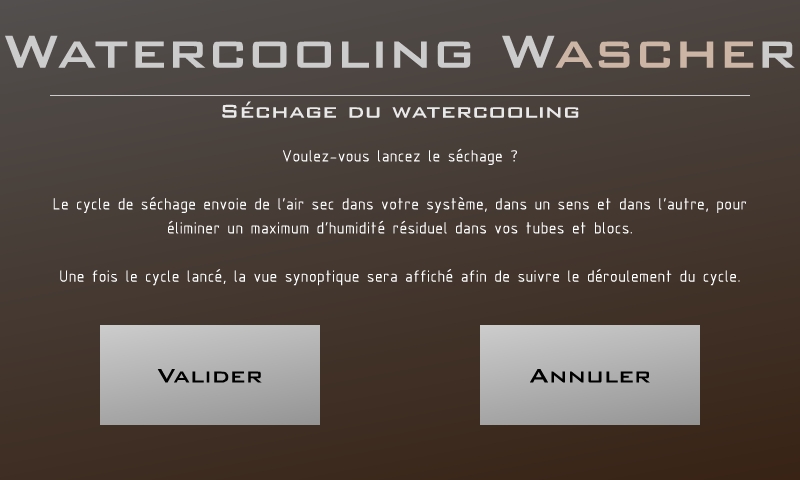 Watercooling Wascher
Séchage du watercooling
Voulez-vous lancez le séchage ?
Le cycle de séchage envoie de l'air sec dans votre système, dans un sens et dans l'autre, pour
éliminer un maximum d'humidité résiduel dans vos tubes et blocs.
Une fois le cycle lancé, la vue synoptique sera affiché afin de suivre le déroulement du cycle.
Valider
Annuler